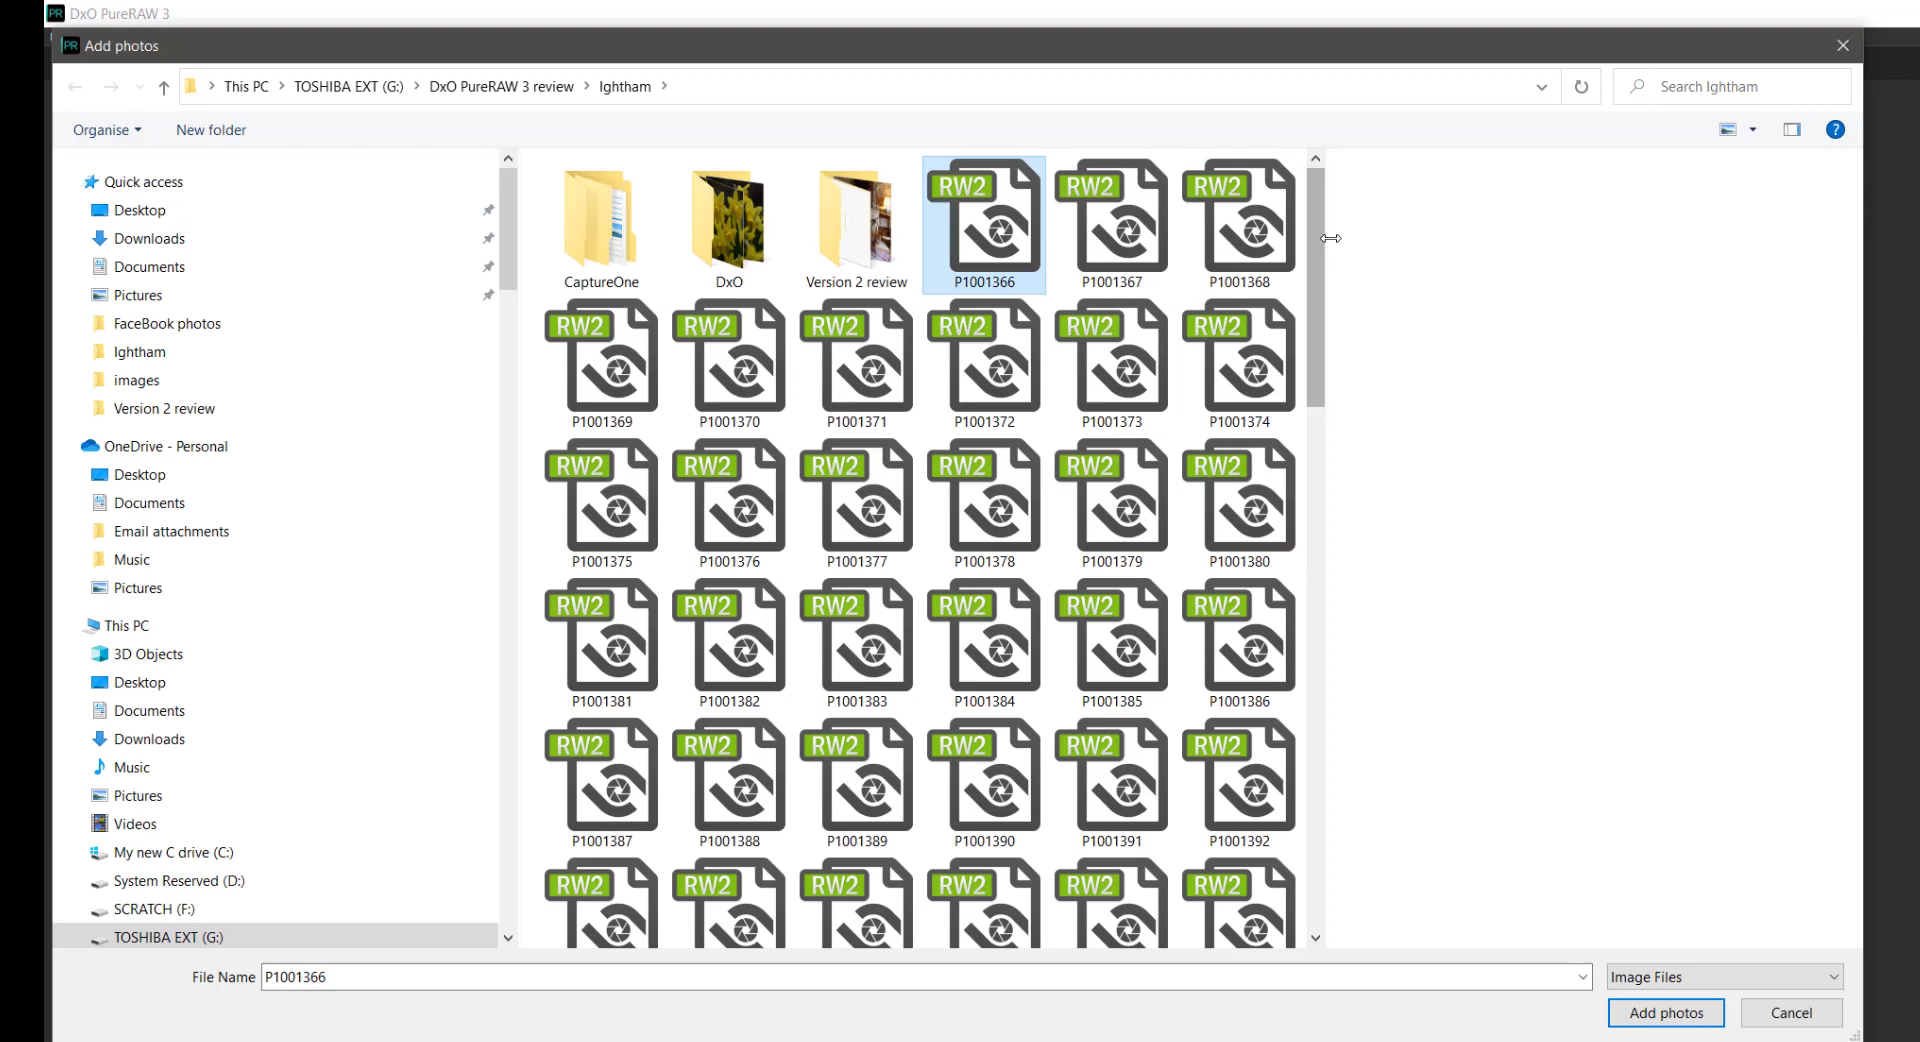 PR DxO PureRAW 3
PR Add photos
This PC > TOSHIBA EXT (G:) > DxO PureRAW 3 review > Ightham >
Search Ightham
Organise
New folder
?
Quick access
Desktop
Downloads
Documents
Pictures
FaceBook photos
Ightham
images
Version 2 review
OneDrive - Personal
Desktop
Documents
Email attachments
Music
Pictures
This PC
3D Objects
Desktop
Documents
Downloads
Music
Pictures
Videos
My new C drive (C:)
System Reserved (D:)
SCRATCH (F:)
TOSHIBA EXT (G:)
RW2 RW2 RW2
CaptureOne DxO Version 2 review P1001366 P1001367 P1001368
RW2 RW2 RW2 RW2 RW2 RW2
P1001369 P1001370 P1001371 P1001372 P1001373 P1001374
RW2 RW2 RW2 RW2 RW2 RW2
P1001375 P1001376 P1001377 P1001378 P1001379 P1001380
RW2 RW2 RW2 RW2 RW2 RW2
P1001381 P1001382 P1001383 P1001384 P1001385 P1001386
RW2 RW2 RW2 RW2 RW2 RW2
P1001387 P1001388 P1001389 P1001390 P1001391 P1001392
RW2 RW2 RW2 RW2 RW2 RW2
File Name P1001366
Image Files
Add photos
Cancel